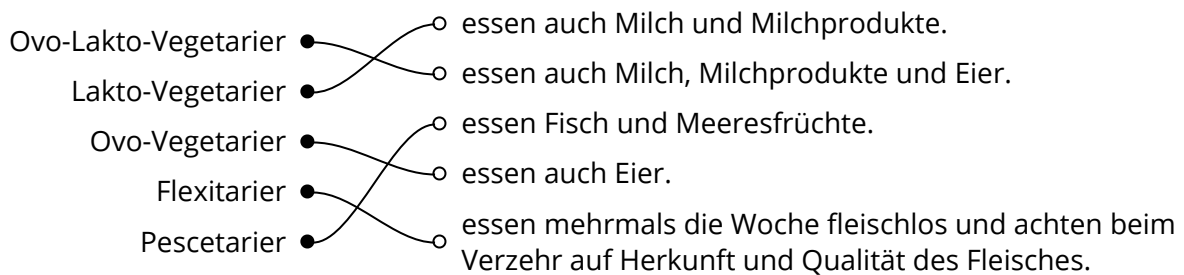 Ovo-Lakto-Vegetarier
Lakto-Vegetarier
Ovo-Vegetarier
Flexitarier
Pescetarier
essen auch Milch und Milchprodukte.
essen auch Milch, Milchprodukte und Eier.
essen Fisch und Meeresfrüchte.
essen auch Eier.
essen mehrmals die Woche fleischlos und achten beim
Verzehr auf Herkunft und Qualität des Fleisches.